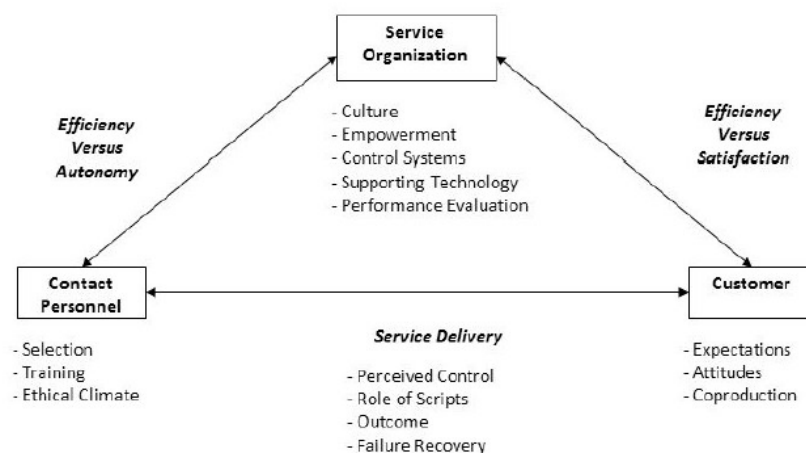 Service
Organization
- Culture
- Empowerment
- Control Systems
- Supporting Technology
- Performance Evaluation
Efficiency
Versus
Autonomy
Efficiency
Versus
Satisfaction
Contact
Personnel
- Selection
- Training
- Ethical Climate
Service Delivery
- Perceived Control
- Role of Scripts
- Outcome
- Failure Recovery
Customer
- Expectations
- Attitudes
- Coproduction